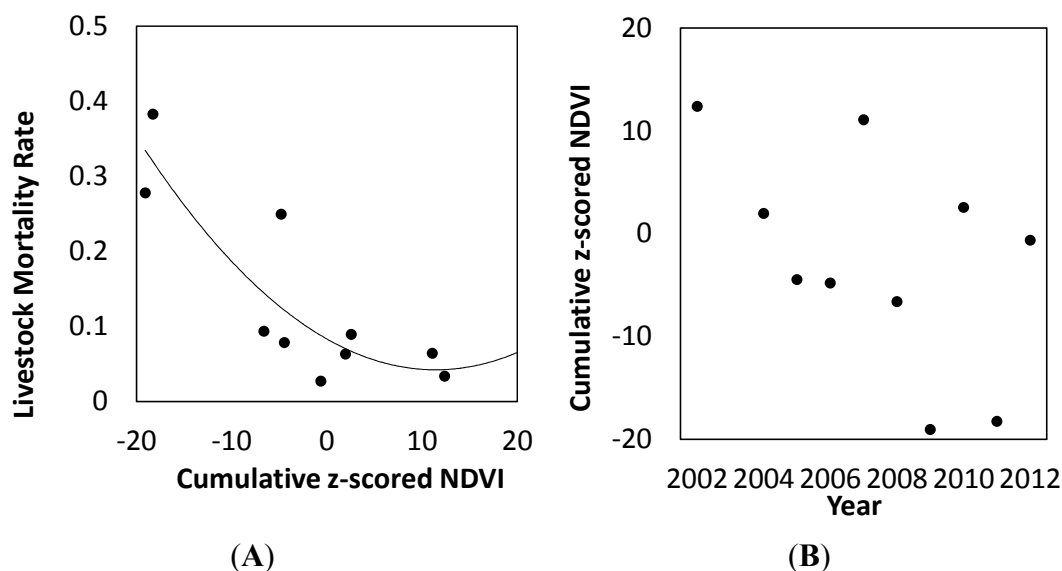 Livestock Mortality Rate
0.5
0.4
0.3
0.2
0.1
0
-20 -10 0 10 20
Cumulative z-scored NDVI
(A)
Cumulative z-scored NDVI
20
10
0
-10
-20
2002 2004 2006 2008 2010 2012
Year
(B)